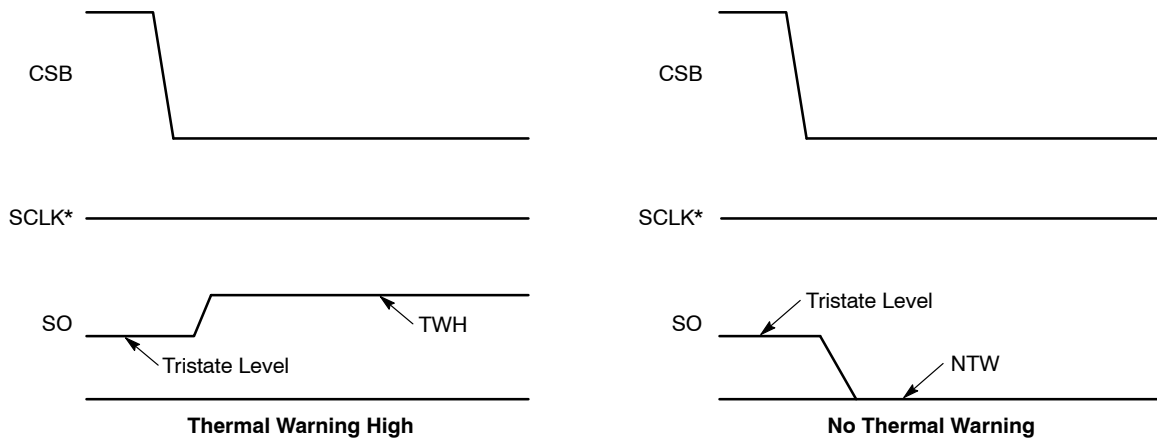 CSB
SCLK*
SO
TWH
Tristate Level
Thermal Warning High
CSB
SCLK*
SO
Tristate Level
NTW
No Thermal Warning